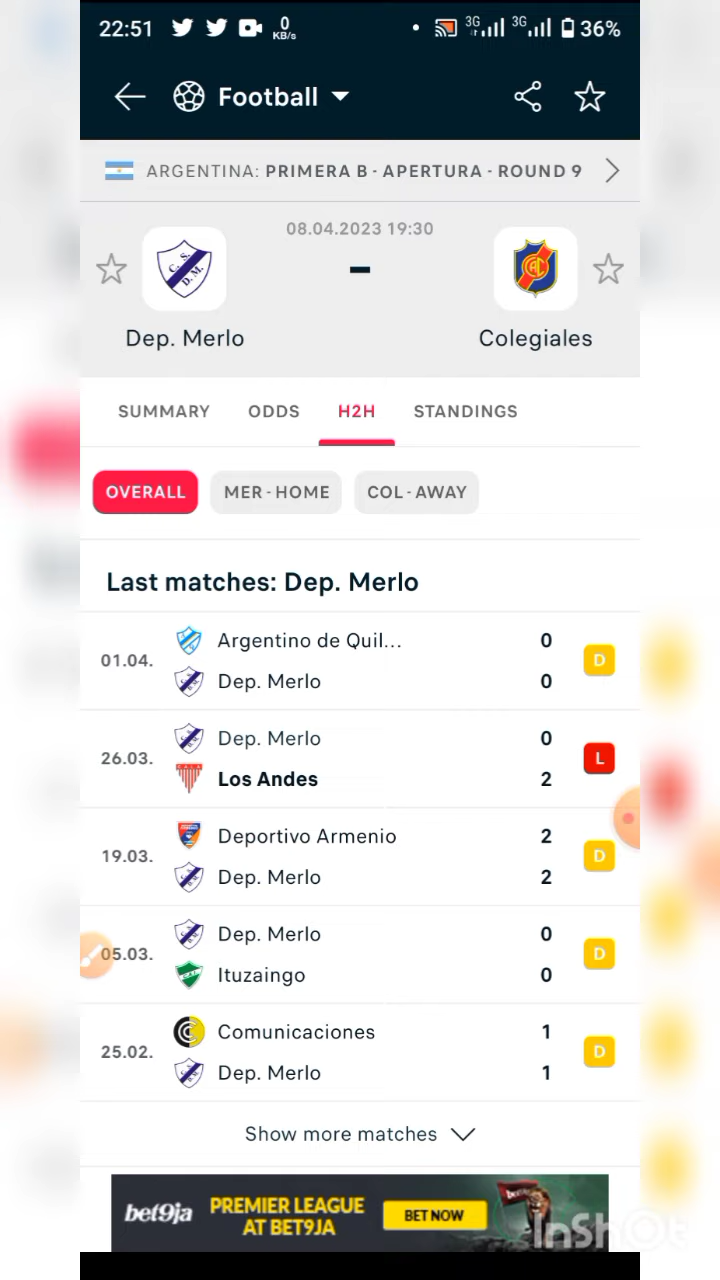 22:51 0 KB/s 3G 3G 36%
Football
ARGENTINA: PRIMERA B - APERTURA - ROUND 9
08.04.2023 19:30
-
Dep. Merlo Colegiales
SUMMARY ODDS H2H STANDINGS
OVERALL MER - HOME COL - AWAY
Last matches: Dep. Merlo
Argentino de Quil... 0
01.04. D
Dep. Merlo 0
Dep. Merlo 0
26.03. L
Los Andes 2
Deportivo Armenio 2
19.03. D
Dep. Merlo 2
Dep. Merlo 0
05.03. D
Ituzaingo 0
Comunicaciones 1
25.02. D
Dep. Merlo 1
Show more matches
bet9ja PREMIER LEAGUE AT BET9JA BET NOW
InShOt